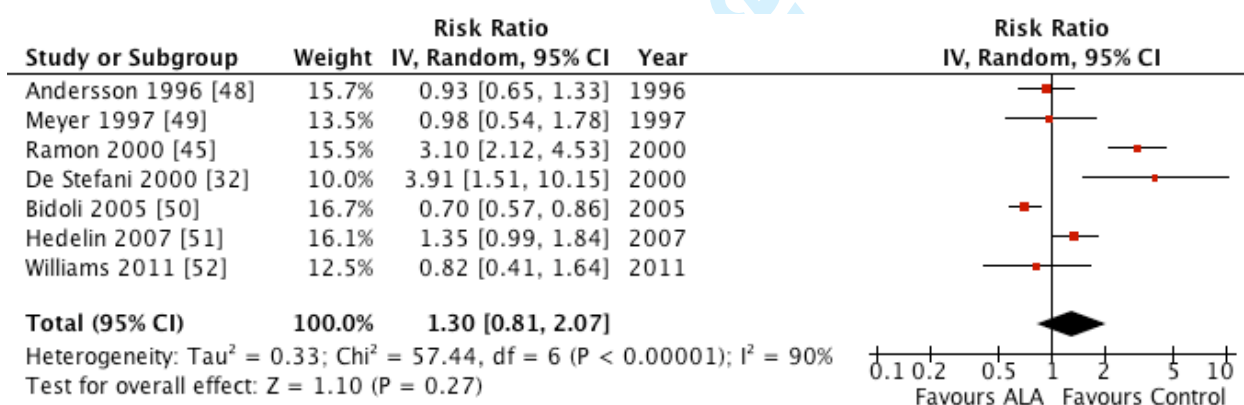 Risk Ratio Risk Ratio
Study or Subgroup Weight IV, Random, 95% CI Year IV, Random, 95% CI
Andersson 1996 [48] 15.7% 0.93 [0.65, 1.33] 1996
Meyer 1997 [49] 13.5% 0.98 [0.54, 1.78] 1997
Ramon 2000 [45] 15.5% 3.10 [2.12, 4.53] 2000
De Stefani 2000 [32] 10.0% 3.91 [1.51, 10.15] 2000
Bidoli 2005 [50] 16.7% 0.70 [0.57, 0.86] 2005
Hedelin 2007 [51] 16.1% 1.35 [0.99, 1.84] 2007
Williams 2011 [52] 12.5% 0.82 [0.41, 1.64] 2011
Total (95% CI) 100.0% 1.30 [0.81, 2.07]
Heterogeneity: Tau² = 0.33; Chi² = 57.44, df = 6 (P < 0.00001); I² = 90%
Test for overall effect: Z = 1.10 (P = 0.27)
0.1 0.2 0.5 1 2 5 10
Favours ALA Favours Control